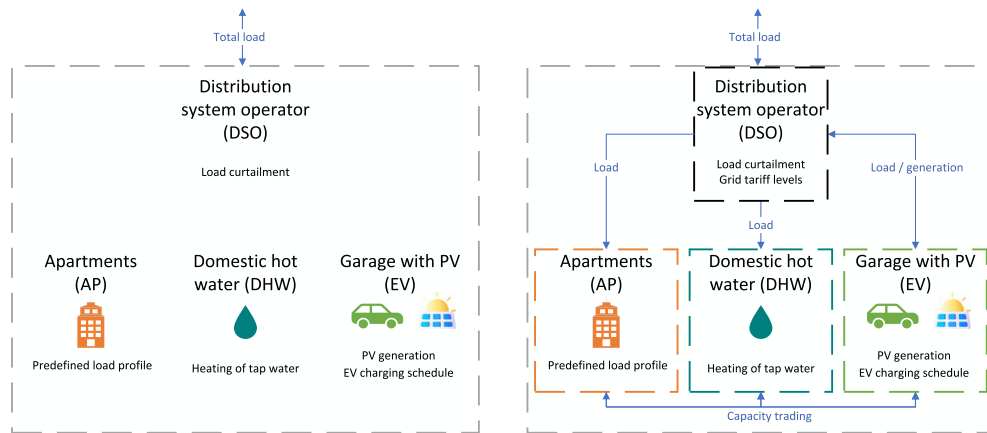 Total load
Distribution
system operator
(DSO)
Load curtailment
Apartments
(AP)
Predefined load profile
Domestic hot
water (DHW)
Heating of tap water
Garage with PV
(EV)
PV generation
EV charging schedule
Total load
Distribution
system operator
(DSO)
Load curtailment
Grid tariff levels
Load
Load
Load / generation
Apartments
(AP)
Predefined load profile
Domestic hot
water (DHW)
Heating of tap water
Garage with PV
(EV)
PV generation
EV charging schedule
Capacity trading